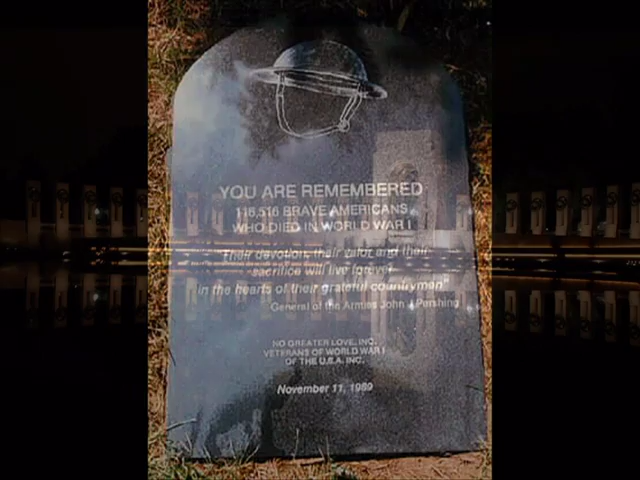 YOU ARE REMEMBERED
116,516 BRAVE AMERICANS
WHO DIED IN WORLD WAR I
"Their devotion, their valor and their
sacrifice will live forever
in the hearts of their grateful countrymen"
General of the Armies John J. Pershing
NO GREATER LOVE, INC.
VETERANS OF WORLD WAR I
OF THE U.S.A. INC.
November 11, 1989